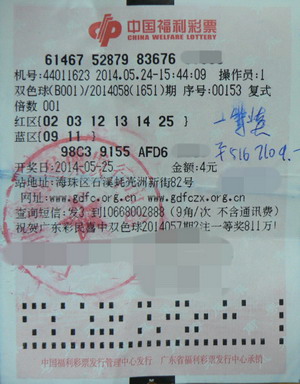 中国福利彩票
CHINA WELFARE LOTTERY
61467 52879 83676
机号:44011623 2014.05.24-15:44:09 操作员:1
双色球(B001)/2014058(1651)期 序号:00153 复式
倍数 001
红区(02 03 12 13 14 25 )
蓝区(09 11 )
98C3 9155 AFD6
开奖日:2014-05-25 金额:4元
站地址:海珠区石溪耗光洲新街82号
网址:www.gdfc.org.cn www.gdfczx.org.cn
查询短信:发3 到10668002888 (9角/次 不含通讯费)
祝贺广东彩民喜中双色球2014057期2注一等奖811万!
二等奖
516210g.
中国福利彩票发行管理中心发行 广东省福利彩票发行中心承销